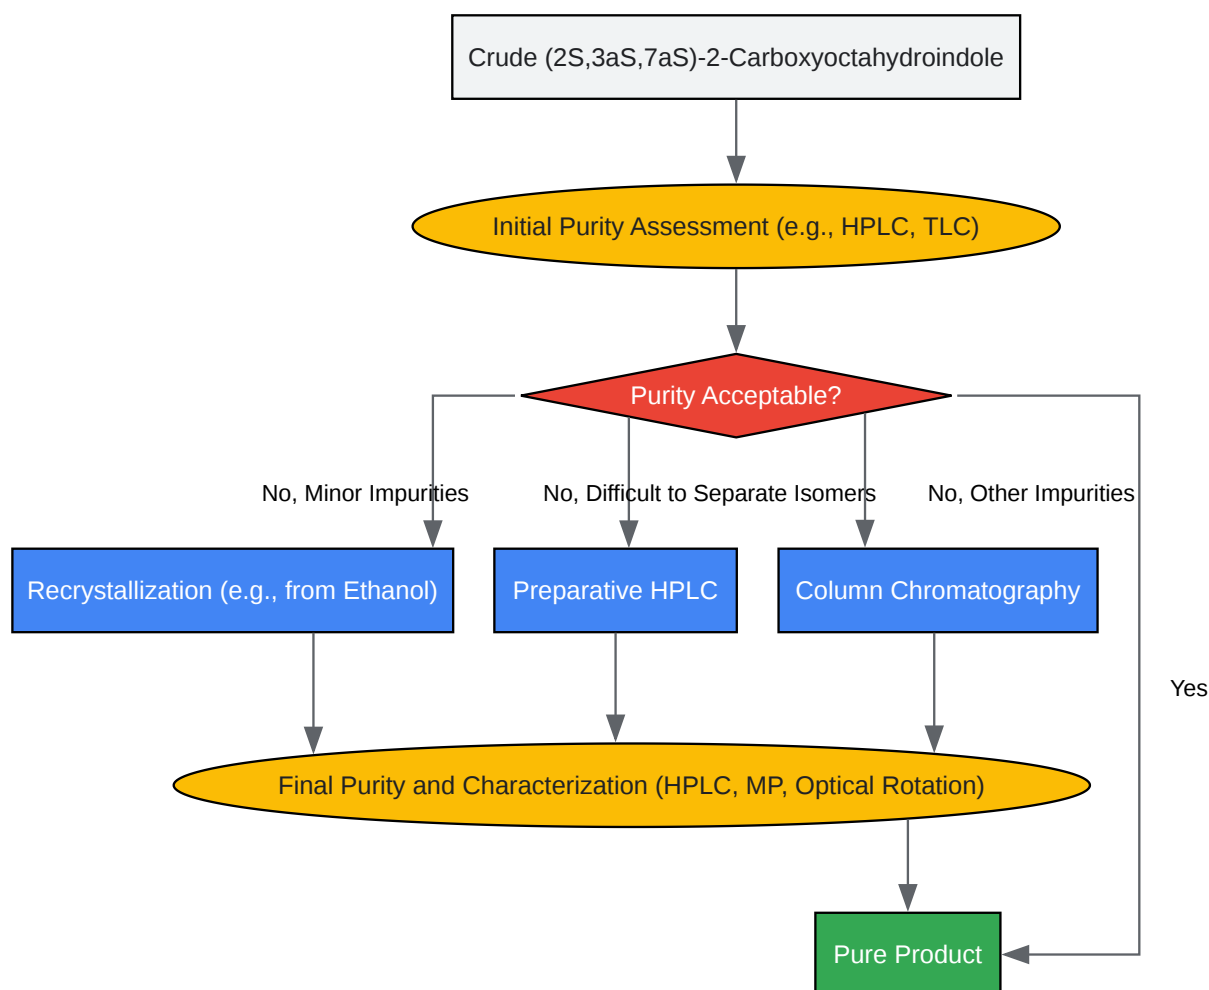 Crude (2S,3aS,7aS)-2-Carboxyoctahydroindole
Initial Purity Assessment (e.g., HPLC, TLC)
Purity Acceptable?
No, Minor Impurities
No, Difficult to Separate Isomers
No, Other Impurities
Recrystallization (e.g., from Ethanol)
Preparative HPLC
Column Chromatography
Yes
Final Purity and Characterization (HPLC, MP, Optical Rotation)
Pure Product